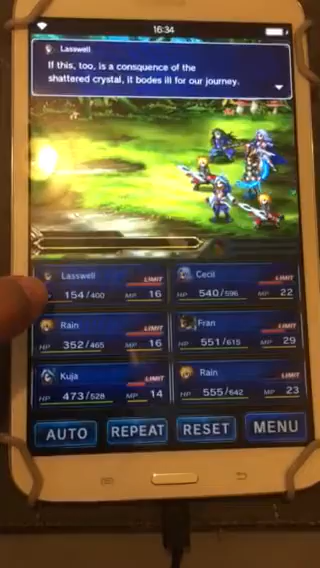 16:34
Lasswell
If this, too, is a consquence of the
shattered crystal, it bodes ill for our journey.
Lasswell
LIMIT
154/400 MP 16
Cecil
LIMIT
HP 540/596 MP 22
Rain
LIMIT
HP 352/465 MP 16
Fran
LIMIT
HP 551/615 MP 29
Kuja
LIMIT
HP 473/528 MP 14
Rain
LIMIT
HP 555/642 MP 23
AUTO
REPEAT
RESET
MENU